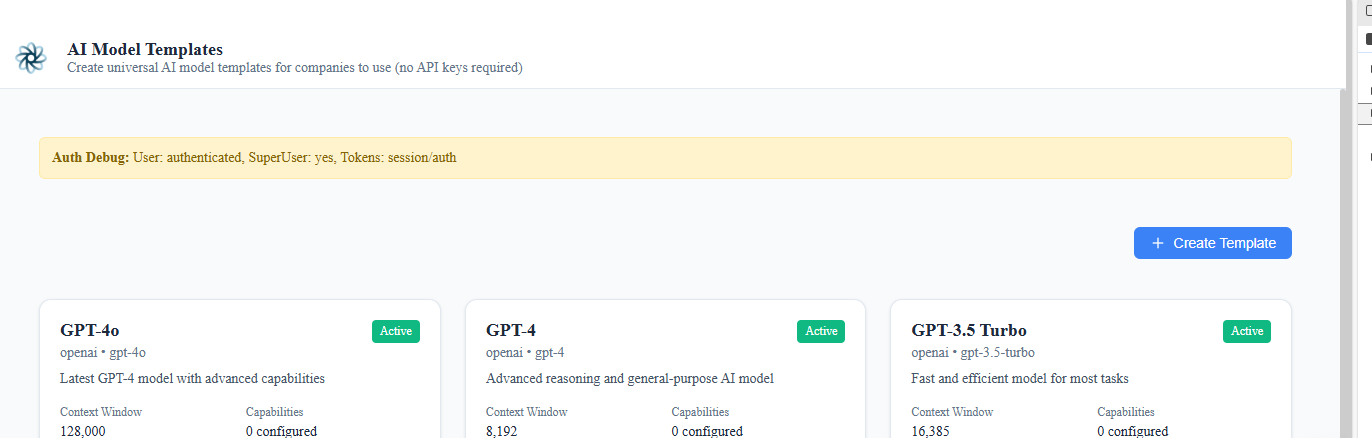 AI Model Templates
Create universal AI model templates for companies to use (no API keys required)
Auth Debug: User: authenticated, SuperUser: yes, Tokens: session/auth
+ Create Template
GPT-4o
Active
openai • gpt-4o
Latest GPT-4 model with advanced capabilities
Context Window
Capabilities
128,000
0 configured
GPT-4
Active
openai • gpt-4
Advanced reasoning and general-purpose AI model
Context Window
Capabilities
8,192
0 configured
GPT-3.5 Turbo
Active
openai • gpt-3.5-turbo
Fast and efficient model for most tasks
Context Window
Capabilities
16,385
0 configured